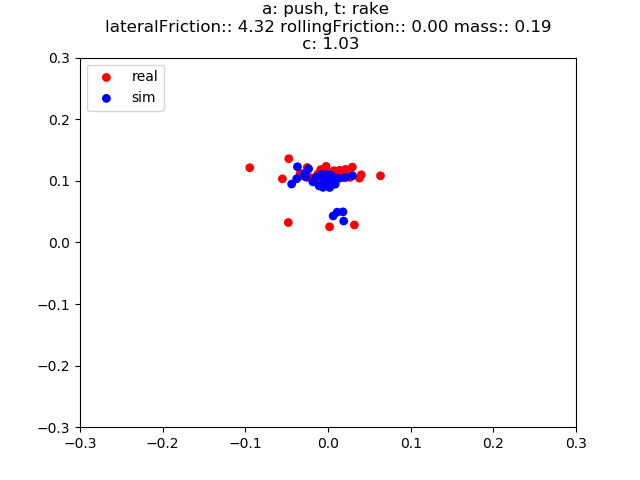 a: push, t: rake
lateralFriction:: 4.32 rollingFriction:: 0.00 mass:: 0.19
c: 1.03
real
sim
0.3
0.2
0.1
0.0
−0.1
−0.2
−0.3
−0.3 −0.2 −0.1 0.0 0.1 0.2 0.3